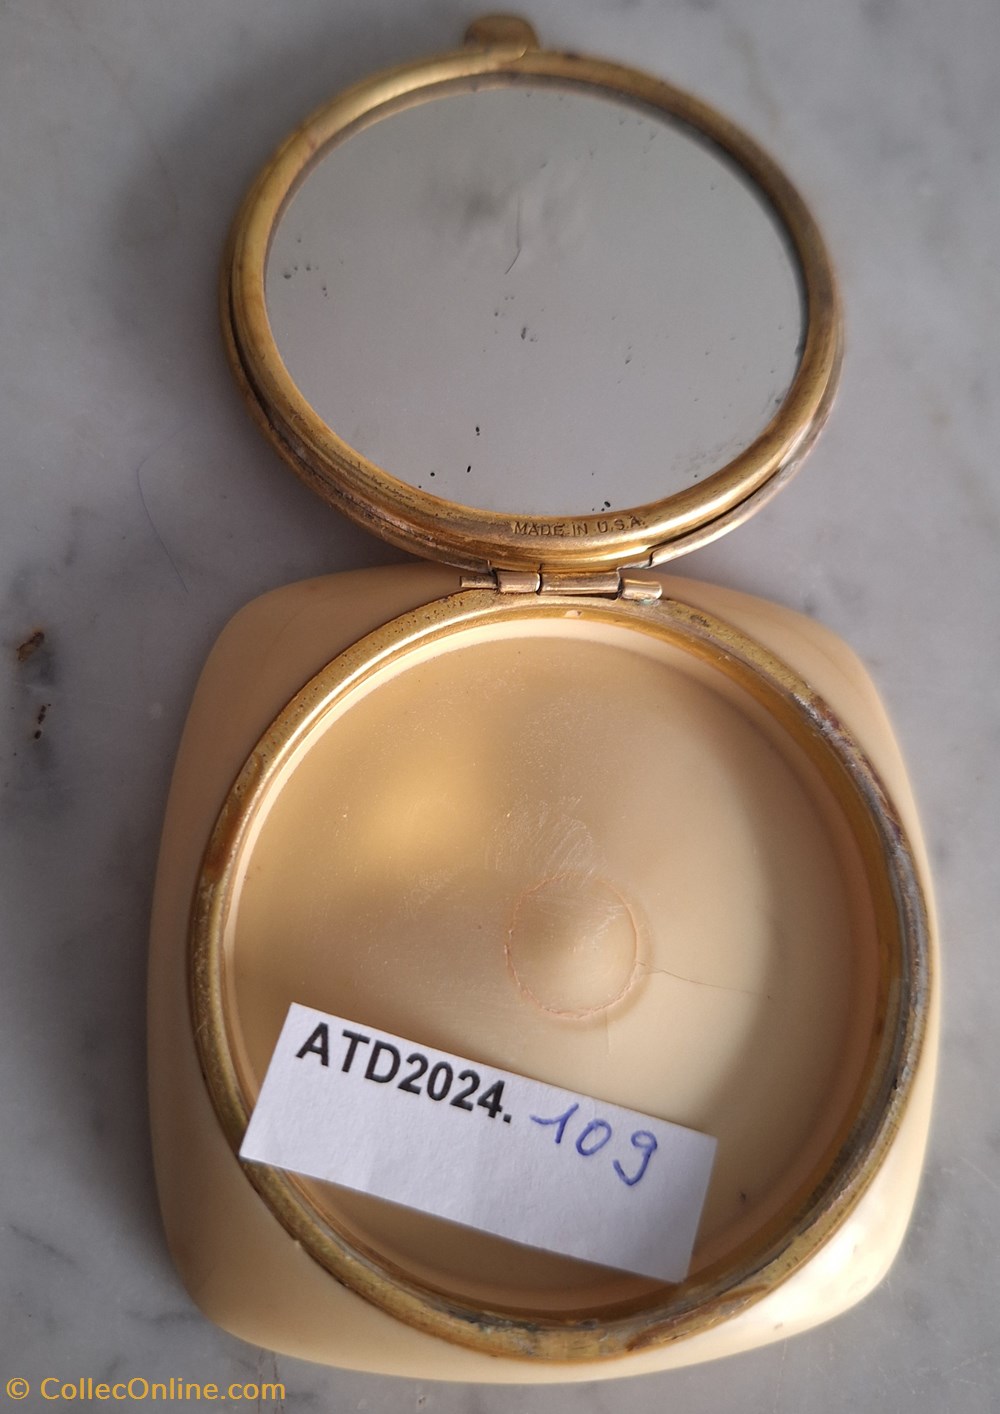 MADE IN U.S.A.
ATD2024. 109
© CollecOnline.com